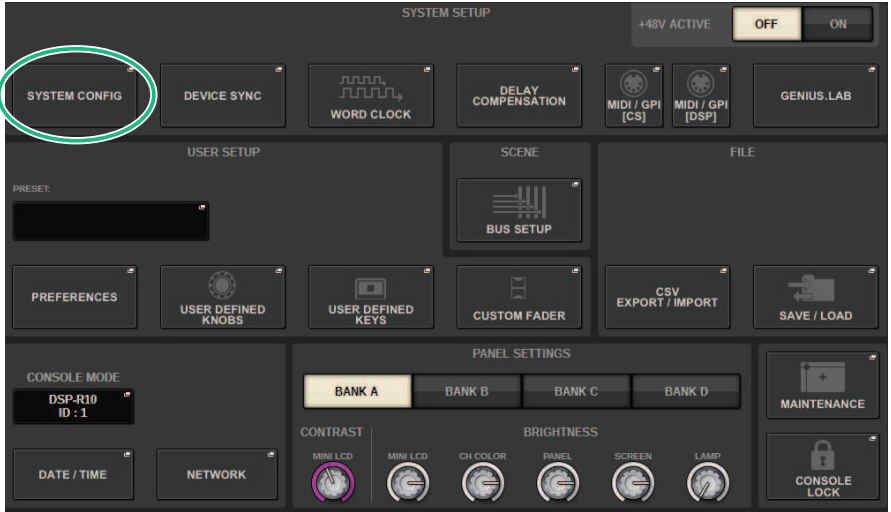 SYSTEM SETUP
+48V ACTIVE
OFF
ON
SYSTEM CONFIG
DEVICE SYNC
WORD CLOCK
DELAY
COMPENSATION
MIDI / GPI
[CS]
MIDI / GPI
[DSP]
GENIUS.LAB
USER SETUP
SCENE
FILE
PRESET:
BUS SETUP
PREFERENCES
USER DEFINED
KNOBS
USER DEFINED
KEYS
CUSTOM FADER
CSV
EXPORT / IMPORT
SAVE / LOAD
CONSOLE MODE
DSP-R10
ID : 1
PANEL SETTINGS
BANK A
BANK B
BANK C
BANK D
MAINTENANCE
CONTRAST
BRIGHTNESS
MINI LCD
MINI LCD
CH COLOR
PANEL
SCREEN
LAMP
DATE / TIME
NETWORK
CONSOLE
LOCK